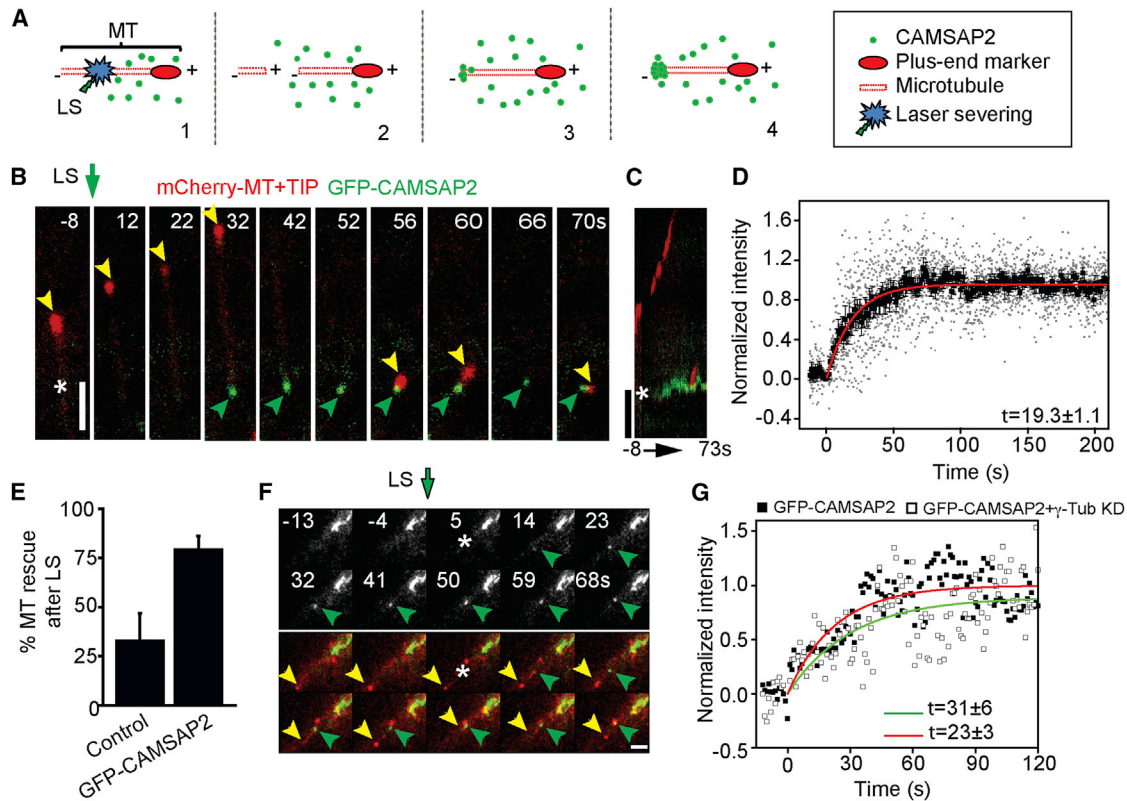 A
MT
-
+
LS
1
-
+
-
+
2
-
+
3
-
+
4
CAMSAP2
Plus-end marker
Microtubule
Laser severing
B
LS
mCherry-MT+TIP GFP-CAMSAP2
-8
12
22
32
42
52
56
60
66
70s
*
C
*
-8
73s
D
Normalized intensity
1.6
1.2
0.8
0.4
0.0
-0.4
t=19.3±1.1
0
50
100
150
200
Time (s)
E
% MT rescue
after LS
100
75
50
25
0
Control
GFP-CAMSAP2
F
LS
-13
-4
5
14
23
*
32
41
50
59
68s
*
G
GFP-CAMSAP2
GFP-CAMSAP2+γ-Tub KD
Normalized intensity
1.5
1.0
0.5
0.0
-0.5
t=31±6
t=23±3
0
30
60
90
120
Time (s)